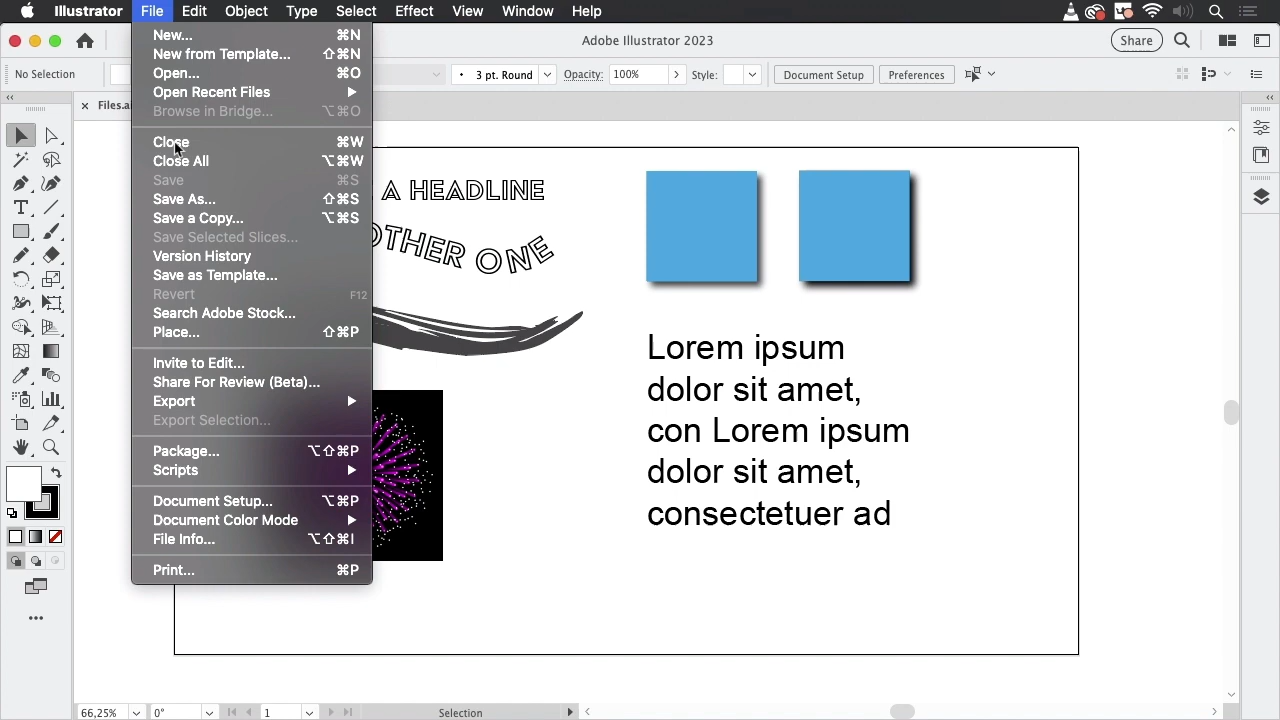 Illustrator File Edit Object Type Select Effect View Window Help
Adobe Illustrator 2023
Share
No Selection
3 pt. Round
Opacity: 100%
Style:
Document Setup
Preferences
× Files.a
New... ⌘N
New from Template... ⇧⌘N
Open... ⌘O
Open Recent Files
Browse in Bridge... ⌥⌘O
Close ⌘W
Close All ⌥⌘W
Save ⌘S
Save As... ⇧⌘S
Save a Copy... ⌥⌘S
Save Selected Slices...
Version History
Save as Template...
Revert F12
Search Adobe Stock...
Place... ⇧⌘P
Invite to Edit...
Share For Review (Beta)...
Export
Export Selection...
Package... ⌥⇧⌘P
Scripts
Document Setup... ⌥⌘P
Document Color Mode
File Info... ⌥⇧⌘I
Print... ⌘P
A HEADLINE
OTHER ONE
Lorem ipsum
dolor sit amet,
con Lorem ipsum
dolor sit amet,
consectetuer ad
66,25% 0° 1 Selection